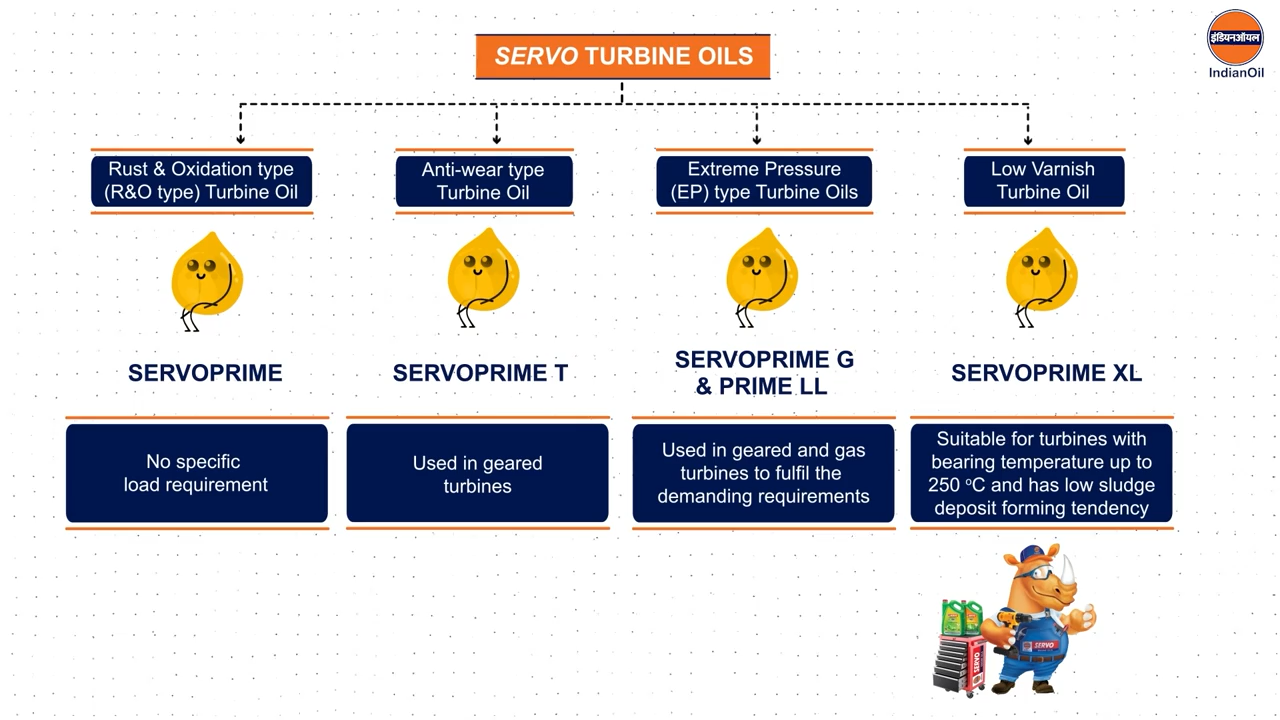 SERVO TURBINE OILS
इंडियनऑयल
IndianOil
Rust & Oxidation type
(R&O type) Turbine Oil
Anti-wear type
Turbine Oil
Extreme Pressure
(EP) type Turbine Oils
Low Varnish
Turbine Oil
SERVOPRIME
SERVOPRIME T
SERVOPRIME G
& PRIME LL
SERVOPRIME XL
No specific
load requirement
Used in geared
turbines
Used in geared and gas
turbines to fulfil the
demanding requirements
Suitable for turbines with
bearing temperature up to
250 °C and has low sludge
deposit forming tendency
SERVO
SERVO